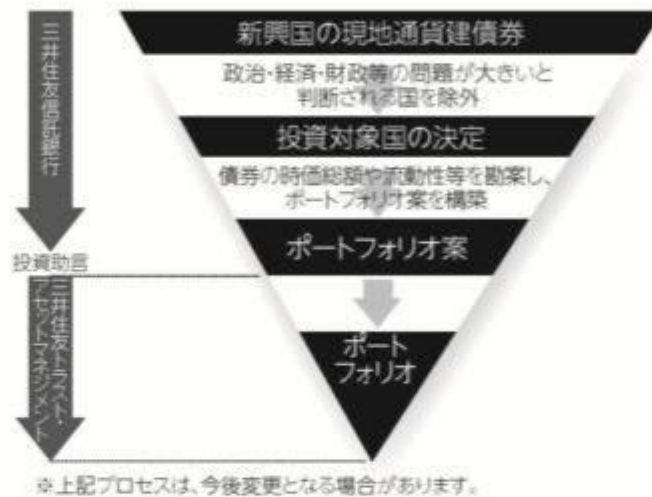 三井住友信託銀行
新興国の現地通貨建債券
政治・経済・財政等の問題が大きいと
判断される国を除外
投資対象国の決定
債券の時価総額や流動性等を勘案し、
ポートフォリオ案を構築
ポートフォリオ案
投資助言
三井住友トラスト・
アセットマネジメント
ポート
フォリオ
※上記プロセスは、今後変更となる場合があります。